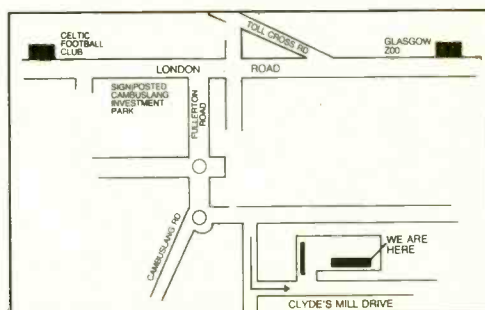 CELTIC
FOOTBALL
CLUB
TOLL CROSS RD
GLASGOW
ZOO
LONDON ROAD
SIGNPOSTED
CAMBUSLANG
INVESTMENT
PARK
FULLERTON
ROAD
CAMBUSLANG RD
WE ARE
HERE
CLYDE'S MILL DRIVE